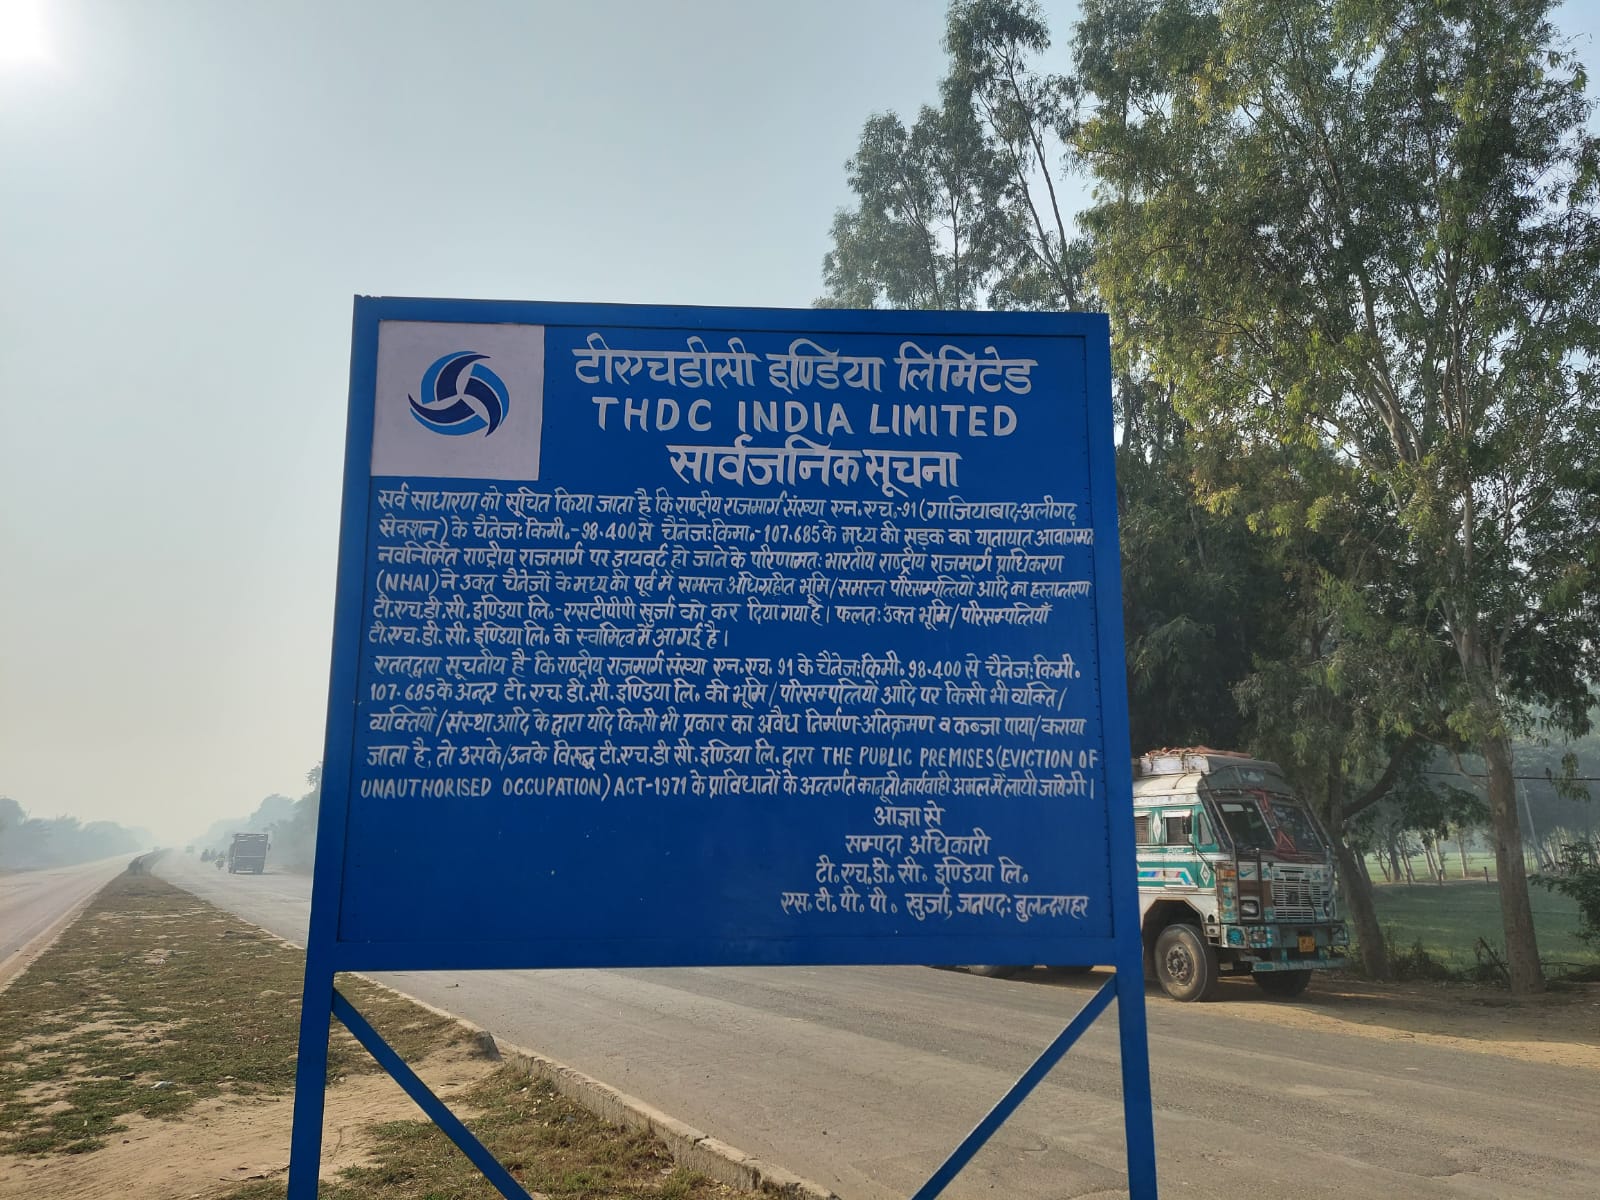 टीएचडीसी इण्डिया लिमिटेड
THDC INDIA LIMITED
सार्वजनिक सूचना
सर्व साधारण को सूचित किया जाता है कि राष्ट्रीय राजमार्ग संख्या एन.एच.-91 (गाजियाबाद-अलीगढ़
सेक्शन) के चैनेज:किमी.-98.400 से चैनेज:किमी.-107.685 के मध्य की सड़क का यातायात आवागमन
नवनिर्मित राष्ट्रीय राजमार्ग पर डायवर्ट हो जाने के परिणामत: भारतीय राष्ट्रीय राजमार्ग प्राधिकरण
(NHAI) ने उक्त चैनेजों के मध्य की पूर्व में समस्त अधिग्रहीत भूमि/समस्त परिसम्पत्तियों आदि का हस्तान्तरण
टी.एच.डी.सी.इण्डिया लि.-एसटीपीपी खुर्जा को कर दिया गया है। फलत: उक्त भूमि/परिसम्पत्तियाँ
टी.एच.डी.सी.इण्डिया लि. के स्वामित्व में आ गई है।
एतत्द्वारा सूचनीय है कि राष्ट्रीय राजमार्ग संख्या एन.एच. 91 के चैनेज:किमी. 98.400 से चैनेज:किमी.
107.685 के अन्दर टी.एच.डी.सी.इण्डिया लि. की भूमि/परिसम्पत्तियों आदि पर किसी भी व्यक्ति/
व्यक्तियों/संस्था आदि के द्वारा यदि किसी भी प्रकार का अवैध निर्माण-अतिक्रमण व कब्जा पाया/कराया
जाता है, तो उसके/उनके विरुद्ध टी.एच.डी.सी.इण्डिया लि. द्वारा THE PUBLIC PREMISES (EVICTION OF
UNAUTHORISED OCCUPATION) ACT-1971 के प्राविधानों के अन्तर्गत कानूनी कार्यवाही अमल में लायी जावेगी।
आज्ञा से
सम्पदा अधिकारी
टी.एच.डी.सी. इण्डिया लि.
एस.टी.पी.पी. खुर्जा, जनपद: बुलन्दशहर